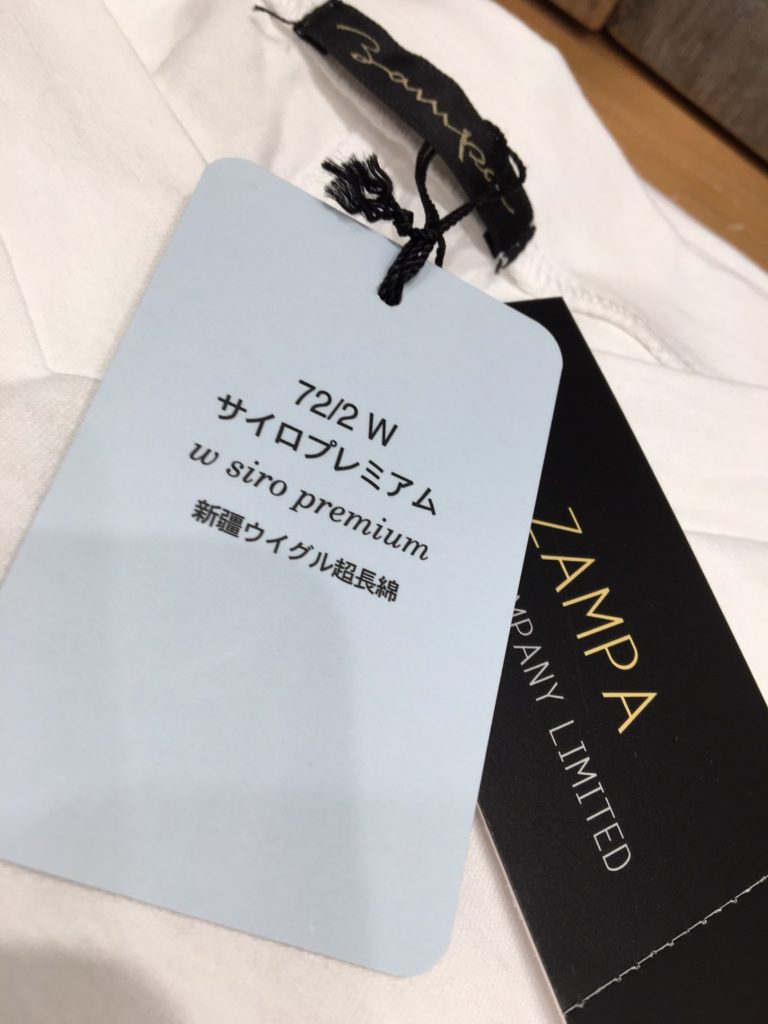 Zampa
72/2 W
サイロプレミアム
w siro premium
新疆ウイグル超長綿
ZAMPA
MPANY LIMITED